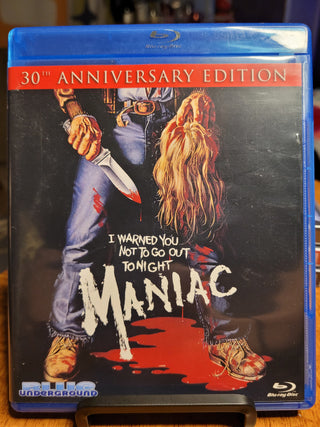 Blu-ray Disc
30TH ANNIVERSARY EDITION
I WARNED YOU
NOT TO GO OUT
TONIGHT
MANIAC
BLUE
UNDERGROUND
Blu-ray Disc